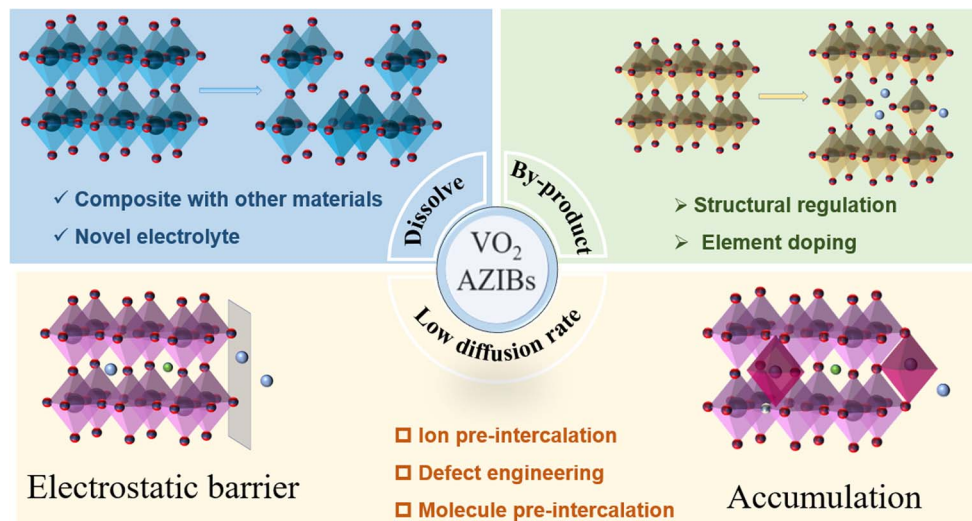 Composite with other materials
Novel electrolyte
Dissolve
By-product
Structural regulation
Element doping
VO₂
AZIBs
Low diffusion rate
Ion pre-intercalation
Defect engineering
Molecule pre-intercalation
Electrostatic barrier
Accumulation